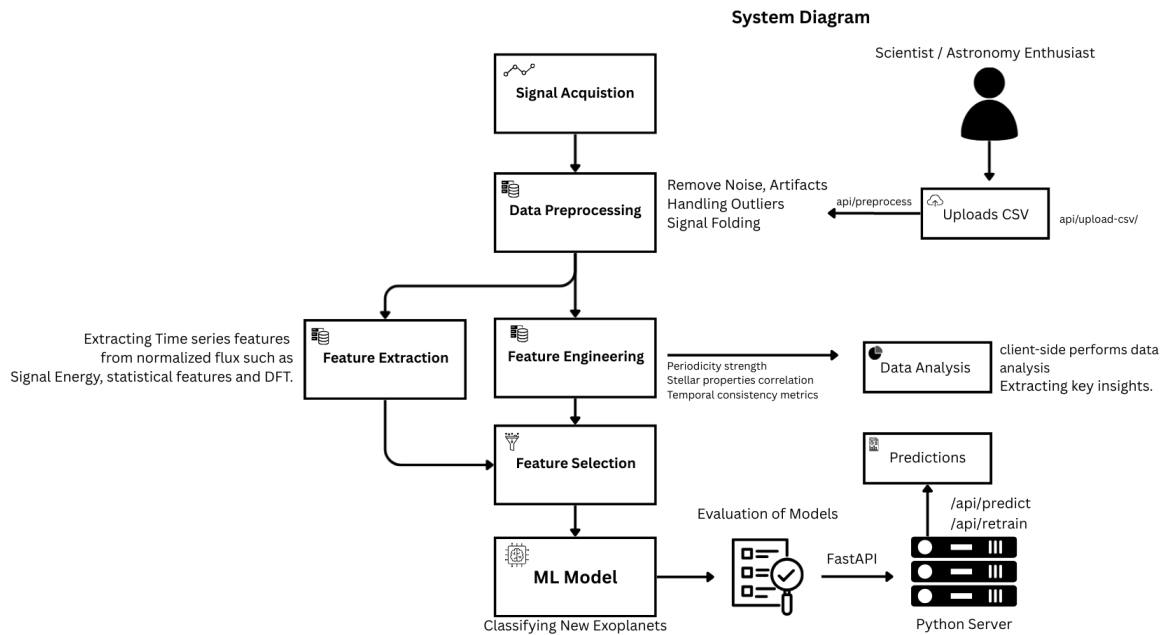 System Diagram
Scientist / Astronomy Enthusiast
Signal Acquistion
Data Preprocessing
Remove Noise, Artifacts
Handling Outliers
Signal Folding
api/preprocess
Uploads CSV
api/upload-csv/
Extracting Time series features
from normalized flux such as
Signal Energy, statistical features and DFT.
Feature Extraction
Feature Engineering
Periodicity strength
Stellar properties correlation
Temporal consistency metrics
Data Analysis
client-side performs data
analysis
Extracting key insights.
Feature Selection
Predictions
/api/predict
/api/retrain
Evaluation of Models
ML Model
FastAPI
Classifying New Exoplanets
Python Server